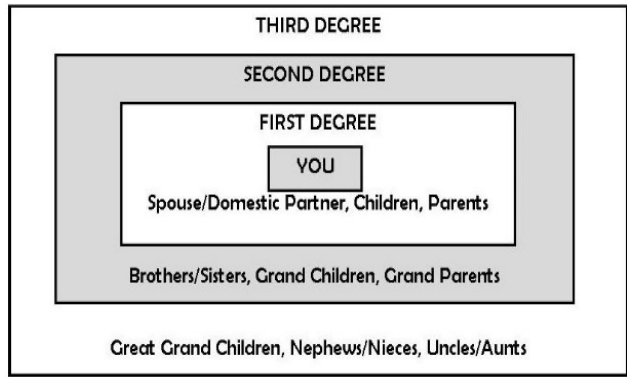 THIRD DEGREE
SECOND DEGREE
FIRST DEGREE
YOU
Spouse/Domestic Partner, Children, Parents
Brothers/Sisters, Grand Children, Grand Parents
Great Grand Children, Nephews/Nieces, Uncles/Aunts